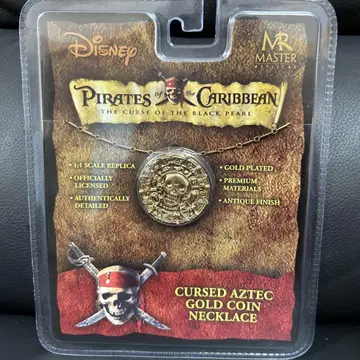 Disney
MR
MASTER
REPLICAS
PIRATES of the CARIBBEAN
THE CURSE OF THE BLACK PEARL
• 1:1 SCALE REPLICA
• OFFICIALLY
LICENSED
• AUTHENTICALLY
DETAILED
• GOLD PLATED
• PREMIUM
MATERIALS
• ANTIQUE FINISH
CURSED AZTEC
GOLD COIN
NECKLACE